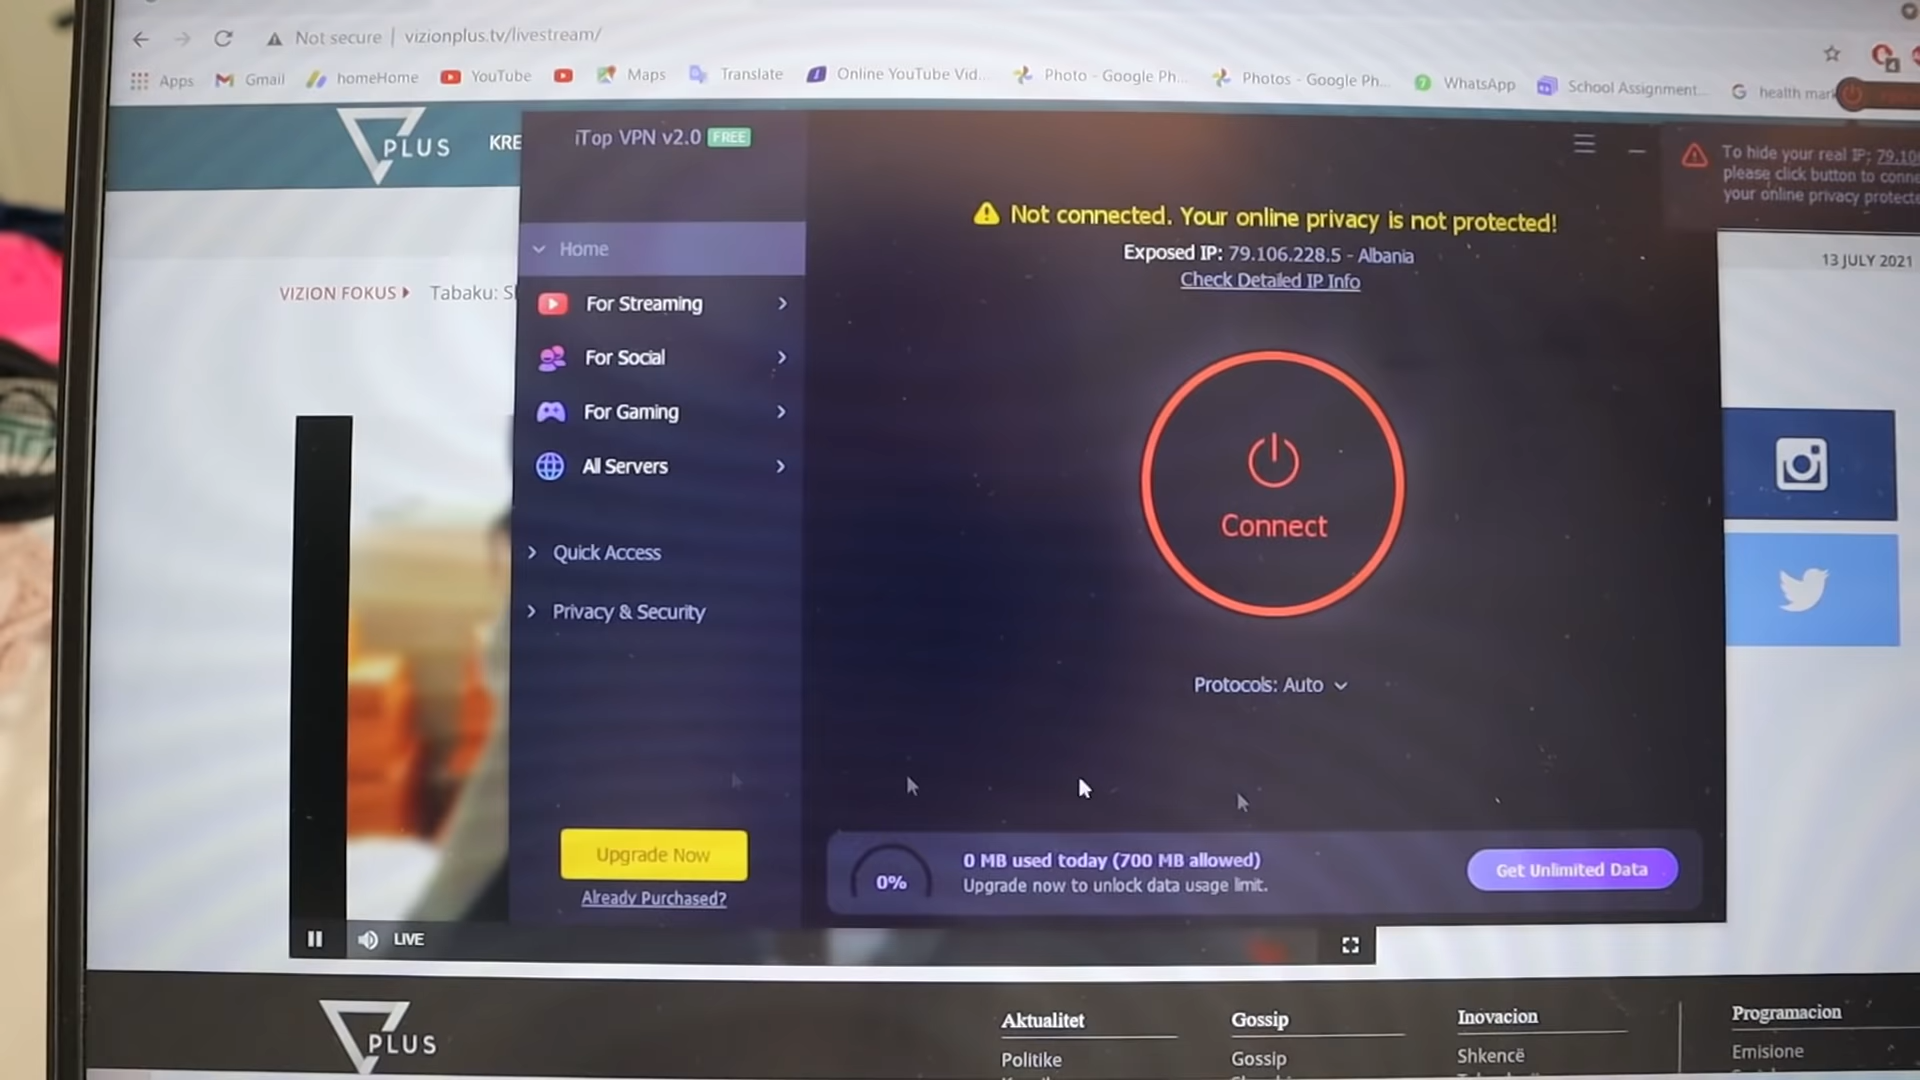 Not secure | vizionplus.tv/livestream/
Apps Gmail homeHome YouTube Maps Translate Online YouTube Vid... Photo - Google Ph... Photos - Google Ph... WhatsApp School Assignment... health mar
PLUS
KRE
iTop VPN v2.0 FREE
To hide your real IP; 79.10
please click button to conne
your online privacy protecte
Not connected. Your online privacy is not protected!
Exposed IP: 79.106.228.5 - Albania
Check Detailed IP Info
Home
13 JULY 2021
VIZION FOKUS
Tabaku:
For Streaming
For Social
For Gaming
All Servers
Connect
Quick Access
Privacy & Security
Protocols: Auto
Upgrade Now
Already Purchased?
0%
0 MB used today (700 MB allowed)
Upgrade now to unlock data usage limit.
Get Unlimited Data
LIVE
PLUS
Aktualitet
Gossip
Inovacion
Programacion
Politike
Gossip
Shkencë
Emisione